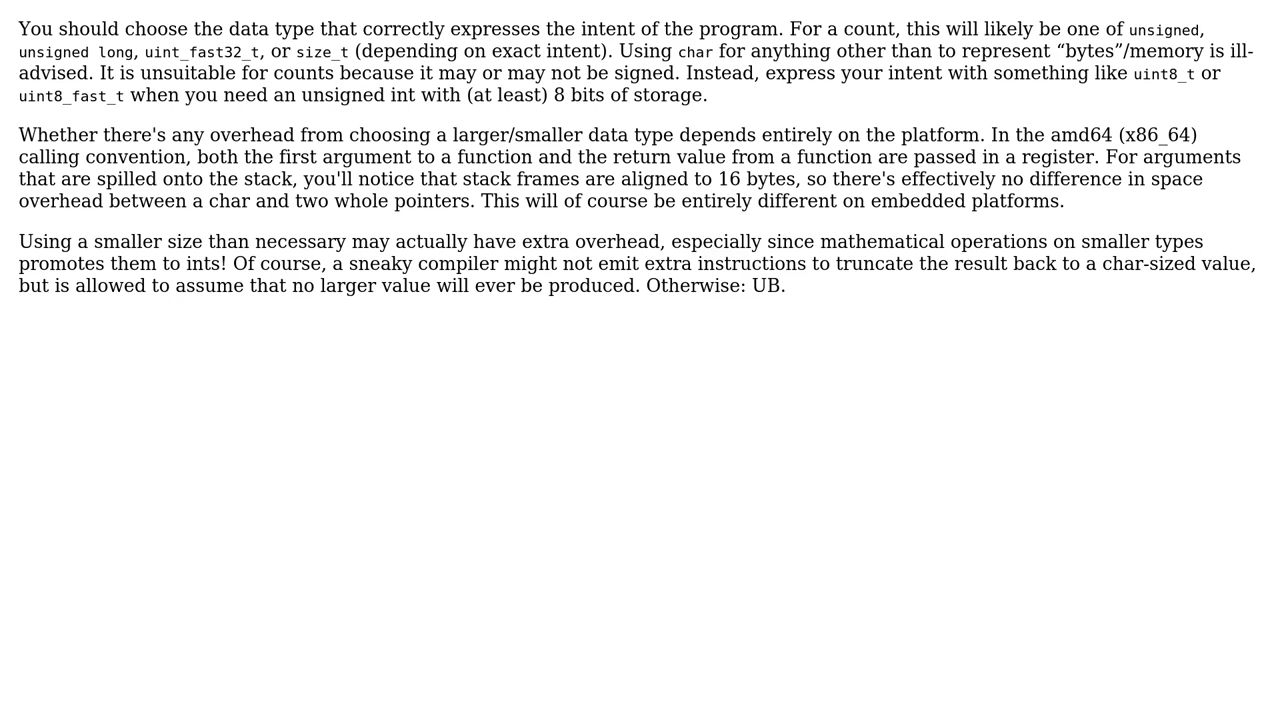 You should choose the data type that correctly expresses the intent of the program. For a count, this will likely be one of unsigned,
unsigned long, uint_fast32_t, or size_t (depending on exact intent). Using char for anything other than to represent “bytes”/memory is ill-
advised. It is unsuitable for counts because it may or may not be signed. Instead, express your intent with something like uint8_t or
uint8_fast_t when you need an unsigned int with (at least) 8 bits of storage.
Whether there's any overhead from choosing a larger/smaller data type depends entirely on the platform. In the amd64 (x86_64)
calling convention, both the first argument to a function and the return value from a function are passed in a register. For arguments
that are spilled onto the stack, you'll notice that stack frames are aligned to 16 bytes, so there's effectively no difference in space
overhead between a char and two whole pointers. This will of course be entirely different on embedded platforms.
Using a smaller size than necessary may actually have extra overhead, especially since mathematical operations on smaller types
promotes them to ints! Of course, a sneaky compiler might not emit extra instructions to truncate the result back to a char-sized value,
but is allowed to assume that no larger value will ever be produced. Otherwise: UB.